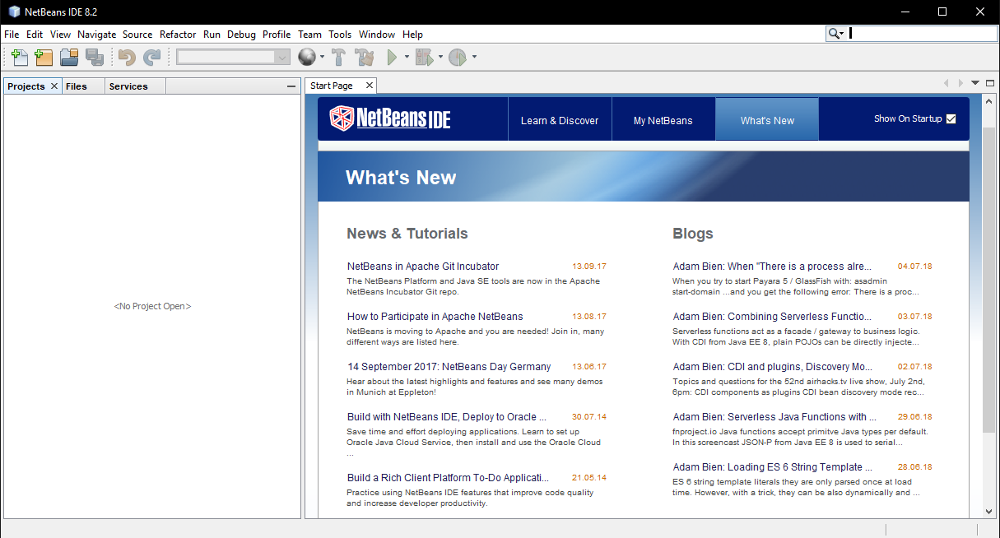 NetBeans IDE 8.2
File Edit View Navigate Source Refactor Run Debug Profile Team Tools Window Help
Projects Files Services
<No Project Open>
Start Page
NetBeans IDE
Learn & Discover
My NetBeans
What's New
Show On Startup
What's New
News & Tutorials
NetBeans in Apache Git Incubator 13.09.17
The NetBeans Platform and Java SE tools are now in the Apache
NetBeans Incubator Git repo.
How to Participate in Apache NetBeans 13.08.17
NetBeans is moving to Apache and you are needed! Join in, many
different ways are listed here.
14 September 2017: NetBeans Day Germany 13.06.17
Hear about the latest highlights and features and see many demos
in Munich at Eppleton!
Build with NetBeans IDE, Deploy to Oracle ... 30.07.14
Save time and effort deploying applications. Learn to set up
Oracle Java Cloud Service, then install and use the Oracle Cloud
...
Build a Rich Client Platform To-Do Applicati... 21.05.14
Practice using NetBeans IDE features that improve code quality
and increase developer productivity.
Blogs
Adam Bien: When "There is a process alre... 04.07.18
When you try to start Payara 5 / GlassFish with: asadmin
start-domain ...and you get the following error: There is a proc...
Adam Bien: Combining Serverless Functio... 03.07.18
Serverless functions act as a facade / gateway to business logic.
With CDI from Java EE 8, plain POJOs can be directly injecte...
Adam Bien: CDI and plugins, Discovery Mo... 02.07.18
Topics and questions for the 52nd airhacks.tv live show, July 2nd,
6pm: CDI components as plugins CDI bean discovery mode rec...
Adam Bien: Serverless Java Functions with ... 29.06.18
fnproject.io Java functions accept primitve Java types per default.
In this screencast JSON-P from Java EE 8 is used to serial...
Adam Bien: Loading ES 6 String Template ... 28.06.18
ES 6 string template literals they are only parsed once at load
time. However, with a trick, they can be also dynamically and ...